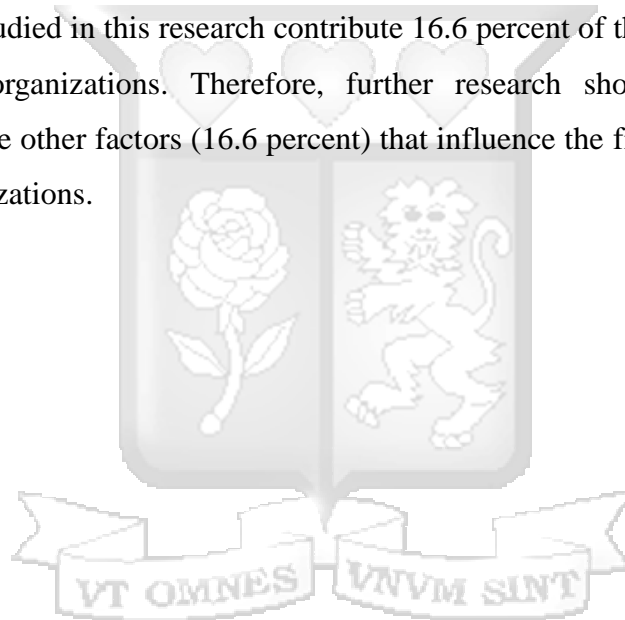 udied in this research contribute 16.6 percent of th
organizations. Therefore, further research sho
e other factors (16.6 percent) that influence the f
zations.
VT OMNES VNVM SINT